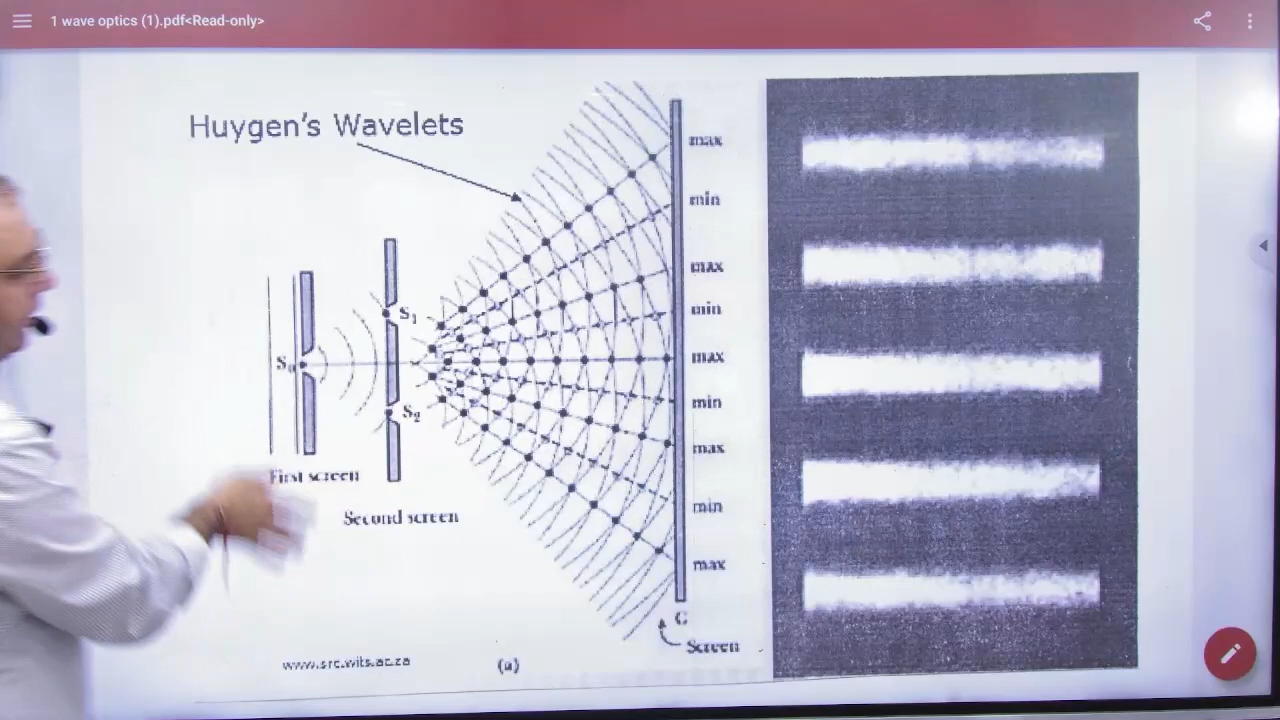 1 wave optics (1).pdf<Read-only>
Huygen's Wavelets
max
min
max
S1
min
S0
max
min
S2
max
First screen
min
Second screen
max
C
Screen
www.src.wits.ac.za
(a)